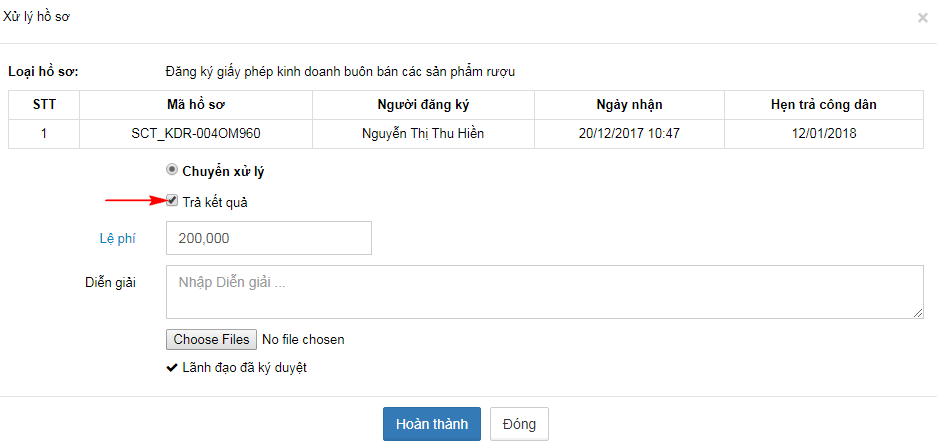 Xử lý hồ sơ ×
Loại hồ sơ: Đăng ký giấy phép kinh doanh buôn bán các sản phẩm rượu
STT Mã hồ sơ Người đăng ký Ngày nhận Hẹn trả công dân
1 SCT_KDR-004OM960 Nguyễn Thị Thu Hiền 20/12/2017 10:47 12/01/2018
Chuyển xử lý
Trả kết quả
Lệ phí 200,000
Diễn giải Nhập Diễn giải ...
Choose Files No file chosen
Lãnh đạo đã ký duyệt
Hoàn thành Đóng